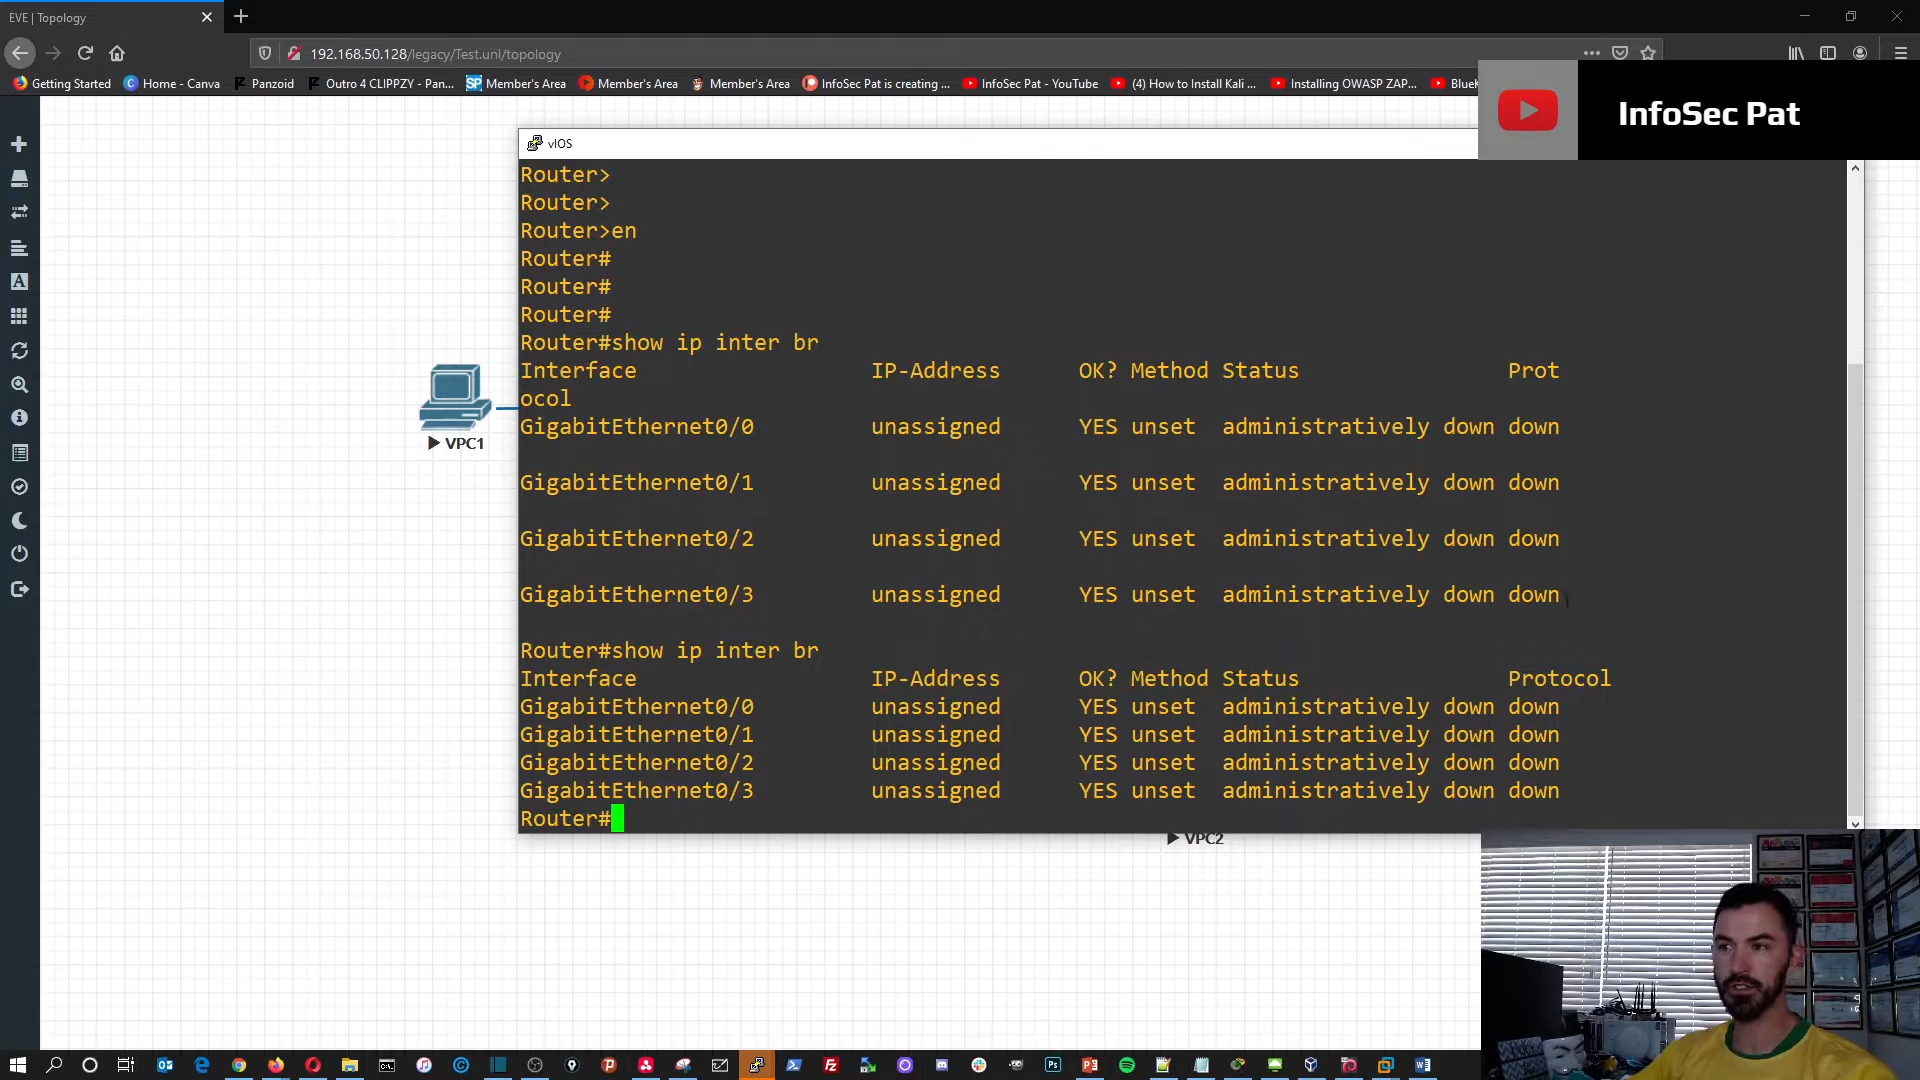 EVE | Topology
192.168.50.128/legacy/Test.unl/topology
Getting Started
Home - Canva
Panzoid
Outro 4 CLIPPZY - Pan...
Member's Area
Member's Area
Member's Area
InfoSec Pat is creating ...
InfoSec Pat - YouTube
(4) How to Install Kali ...
Installing OWASP ZAP...
InfoSec Pat
vIOS
Router>
Router>
Router>en
Router#
Router#
Router#
Router#show ip inter br
Interface IP-Address OK? Method Status Prot
ocol
GigabitEthernet0/0 unassigned YES unset administratively down down
GigabitEthernet0/1 unassigned YES unset administratively down down
GigabitEthernet0/2 unassigned YES unset administratively down down
GigabitEthernet0/3 unassigned YES unset administratively down down
Router#show ip inter br
Interface IP-Address OK? Method Status Protocol
GigabitEthernet0/0 unassigned YES unset administratively down down
GigabitEthernet0/1 unassigned YES unset administratively down down
GigabitEthernet0/2 unassigned YES unset administratively down down
GigabitEthernet0/3 unassigned YES unset administratively down down
Router#
VPC1
VPC2